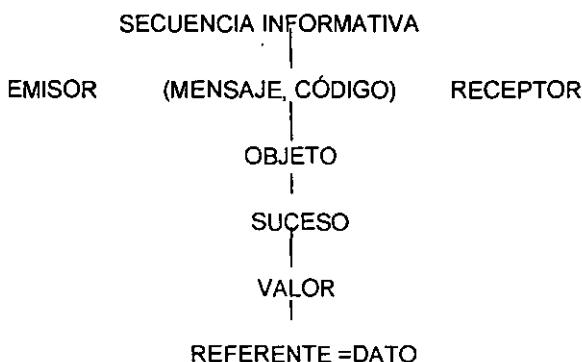 SECUENCIA INFORMATIVA
EMISOR (MENSAJE, CÓDIGO) RECEPTOR
OBJETO
SUCESO
VALOR
REFERENTE =DATO